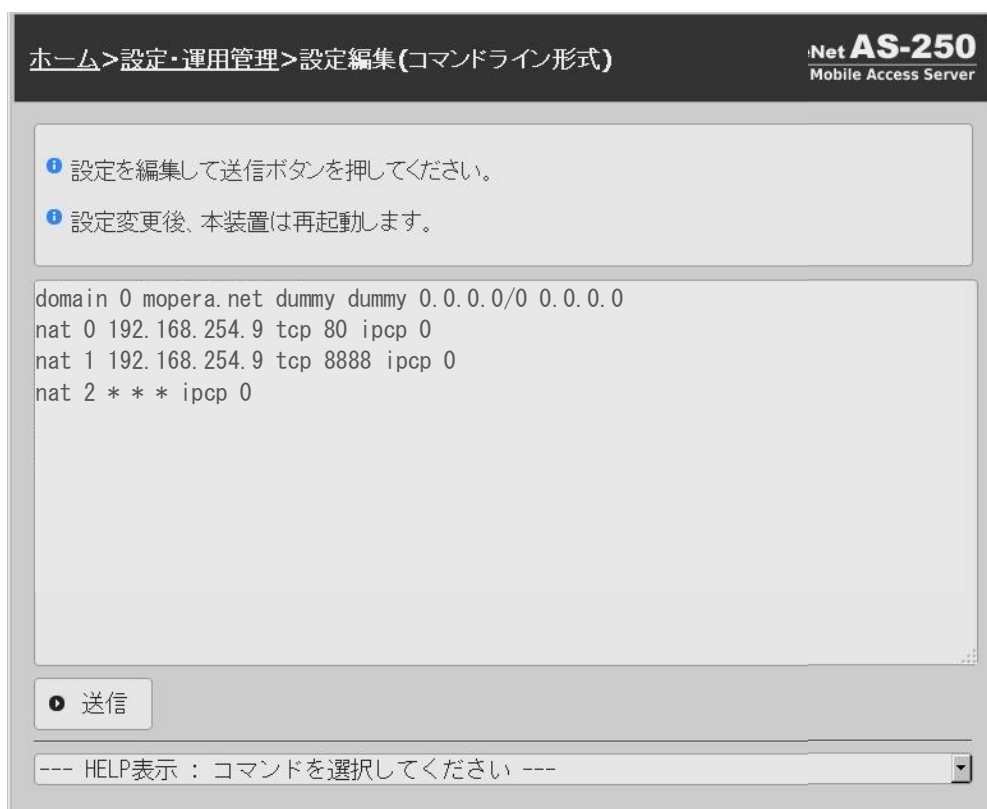 ホーム>設定・運用管理>設定編集(コマンドライン形式)
Net AS-250
Mobile Access Server
設定を編集して送信ボタンを押してください。
設定変更後、本装置は再起動します。
domain 0 mopera.net dummy dummy 0.0.0.0/0 0.0.0.0
nat 0 192.168.254.9 tcp 80 ipcp 0
nat 1 192.168.254.9 tcp 8888 ipcp 0
nat 2 * * * ipcp 0
送信
--- HELP表示 : コマンドを選択してください ---